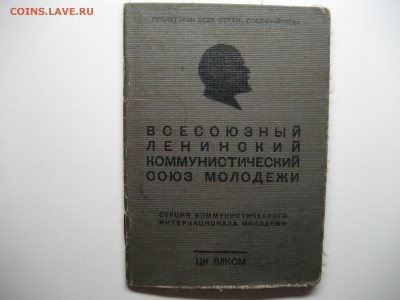 COINS.LAVE.RU
ПРОЛЕТАРИИ ВСЕХ СТРАН, СОЕДИНЯЙТЕСЬ!
ВСЕСОЮЗНЫЙ
ЛЕНИНСКИЙ
КОММУНИСТИЧЕСКИЙ
СОЮЗ МОЛОДЕЖИ
СЕКЦИЯ КОММУНИСТИЧЕСКОГО
ИНТЕРНАЦИОНАЛА МОЛОДЕЖИ
ЦК ВЛКСМ